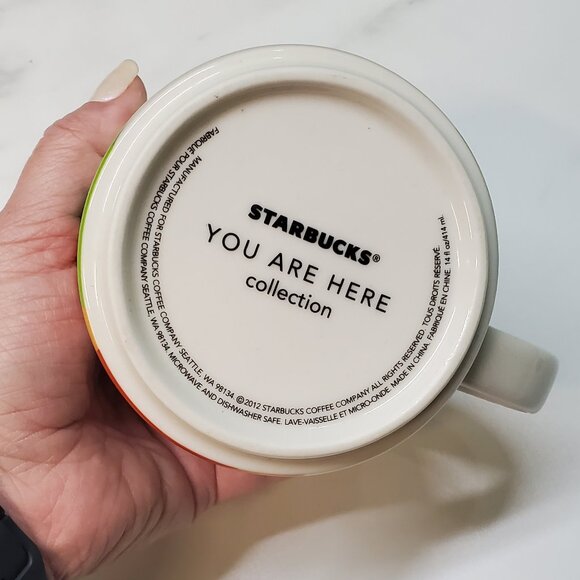 STARBUCKS®
YOU ARE HERE
collection
MANUFACTURED FOR STARBUCKS COFFEE COMPANY SEATTLE, WA 98134 ©2012 STARBUCKS COFFEE COMPANY ALL RIGHTS RESERVED. TOUS DROITS RÉSERVÉ.
FABRIQUÉ POUR STARBUCKS COFFEE COMPANY SEATTLE, WA 98134. MICROWAVE AND DISHWASHER SAFE. LAVE-VAISSELLE ET MICRO-ONDE. MADE IN CHINA. FABRIQUÉ EN CHINE. 14 fl oz/414 ml.